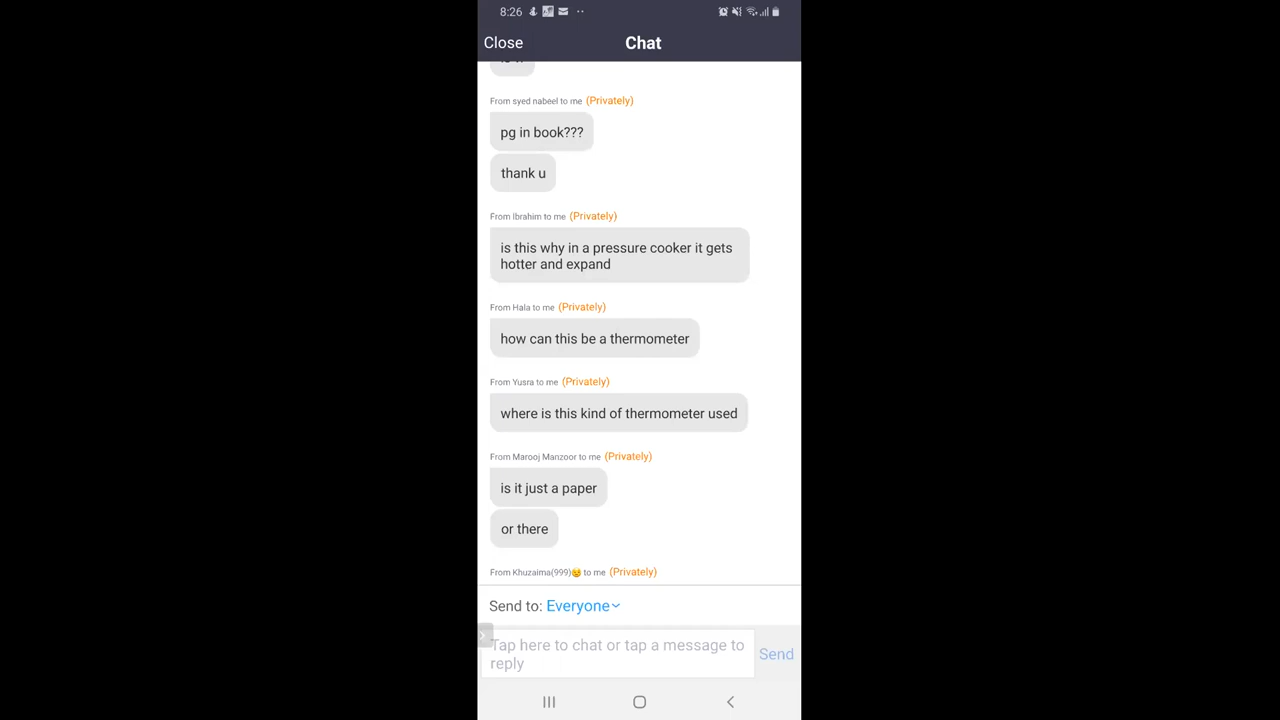 8:26
Close
Chat
From syed nabeel to me (Privately)
pg in book???
thank u
From Ibrahim to me (Privately)
is this why in a pressure cooker it gets
hotter and expand
From Hala to me (Privately)
how can this be a thermometer
From Yusra to me (Privately)
where is this kind of thermometer used
From Marooj Manzoor to me (Privately)
is it just a paper
or there
From Khuzaima(999)😓 to me (Privately)
Send to: Everyone
Tap here to chat or tap a message to
reply
Send